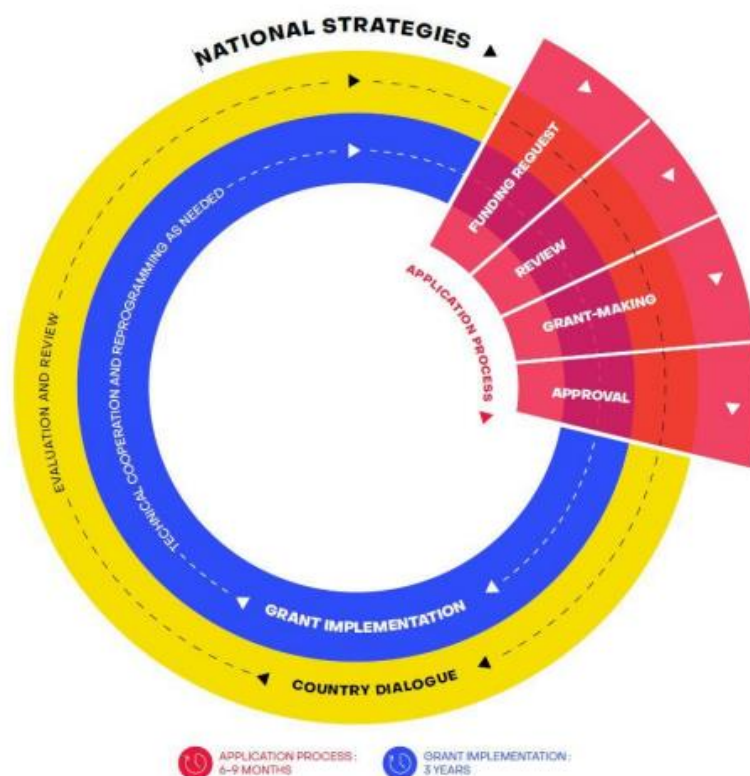 NATIONAL STRATEGIES
FUNDING REQUEST
REVIEW
GRANT-MAKING
APPROVAL
APPLICATION PROCESS
EVALUATION AND REVIEW
TECHNICAL COOPERATION AND REPROGRAMMING AS NEEDED
GRANT IMPLEMENTATION
COUNTRY DIALOGUE
APPLICATION PROCESS:
6-9 MONTHS
GRANT IMPLEMENTATION:
3 YEARS